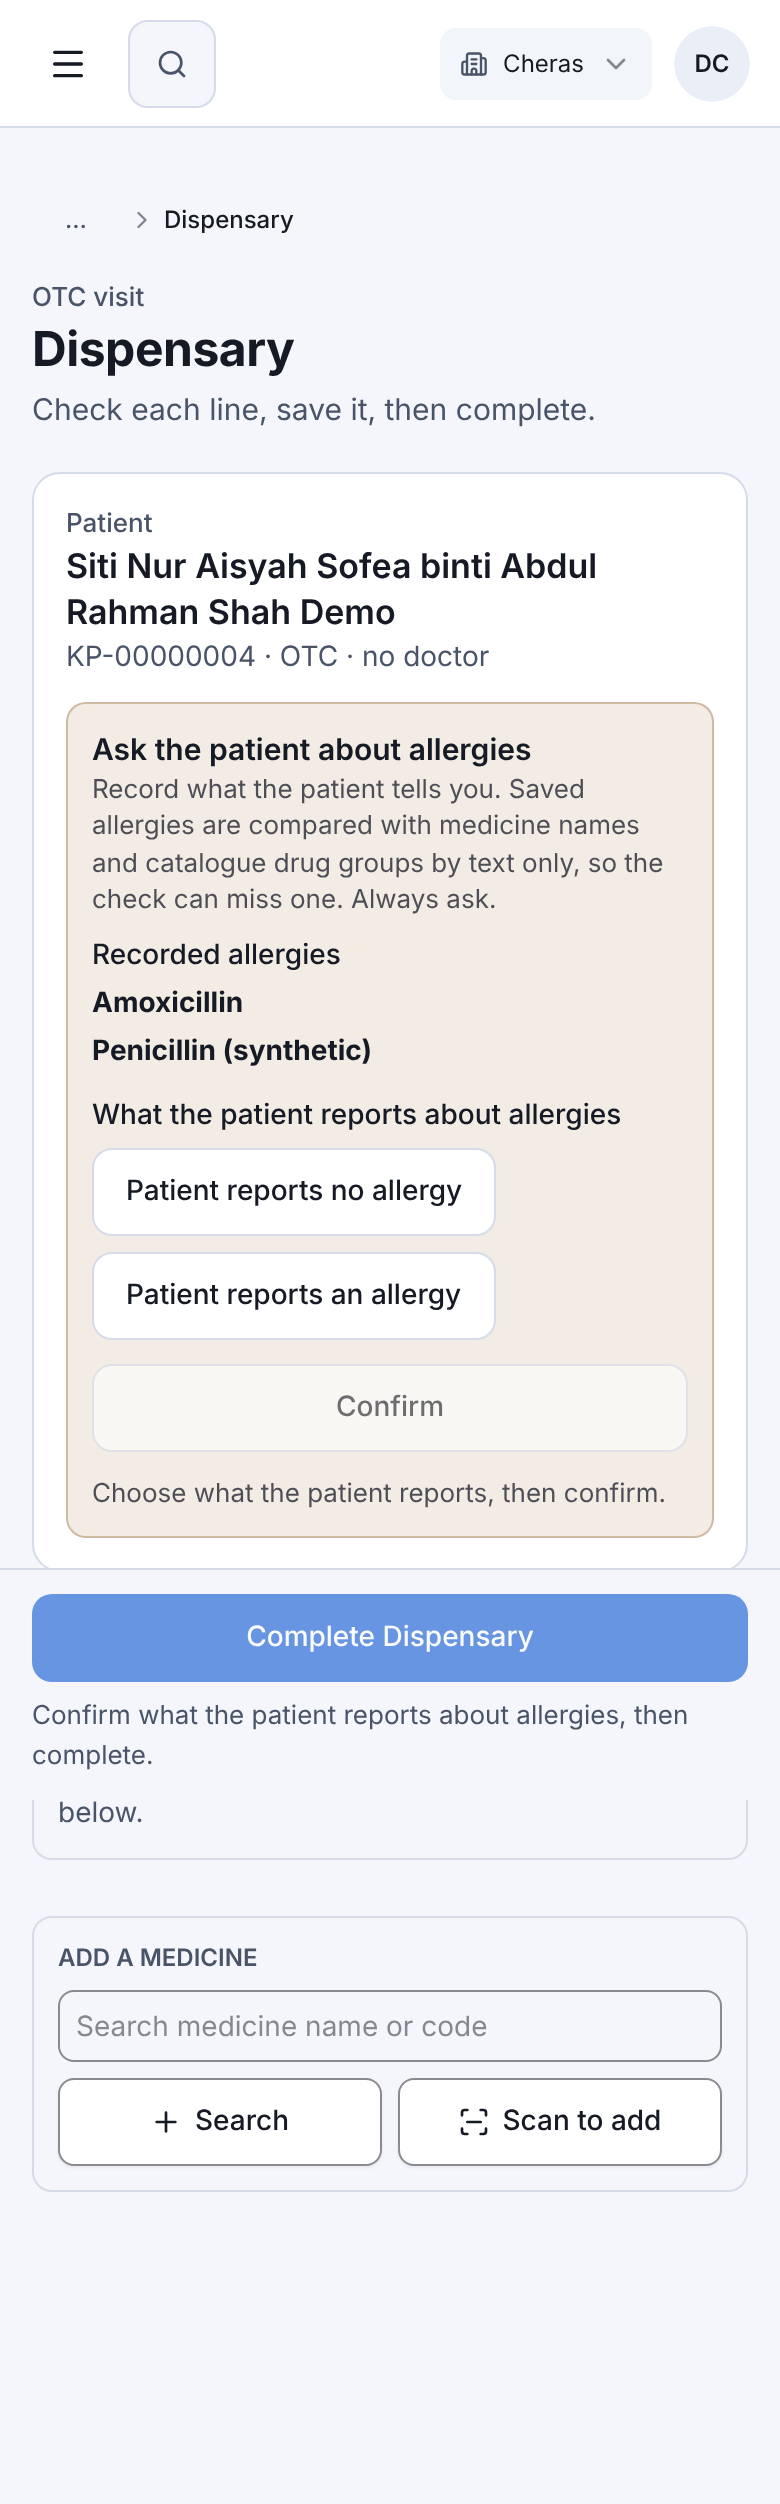 Cheras
DC
...
Dispensary
OTC visit
Dispensary
Check each line, save it, then complete.
Patient
Siti Nur Aisyah Sofea binti Abdul
Rahman Shah Demo
KP-00000004 · OTC · no doctor
Ask the patient about allergies
Record what the patient tells you. Saved
allergies are compared with medicine names
and catalogue drug groups by text only, so the
check can miss one. Always ask.
Recorded allergies
Amoxicillin
Penicillin (synthetic)
What the patient reports about allergies
Patient reports no allergy
Patient reports an allergy
Confirm
Choose what the patient reports, then confirm.
Complete Dispensary
Confirm what the patient reports about allergies, then
complete.
below.
ADD A MEDICINE
Search medicine name or code
Search
Scan to add